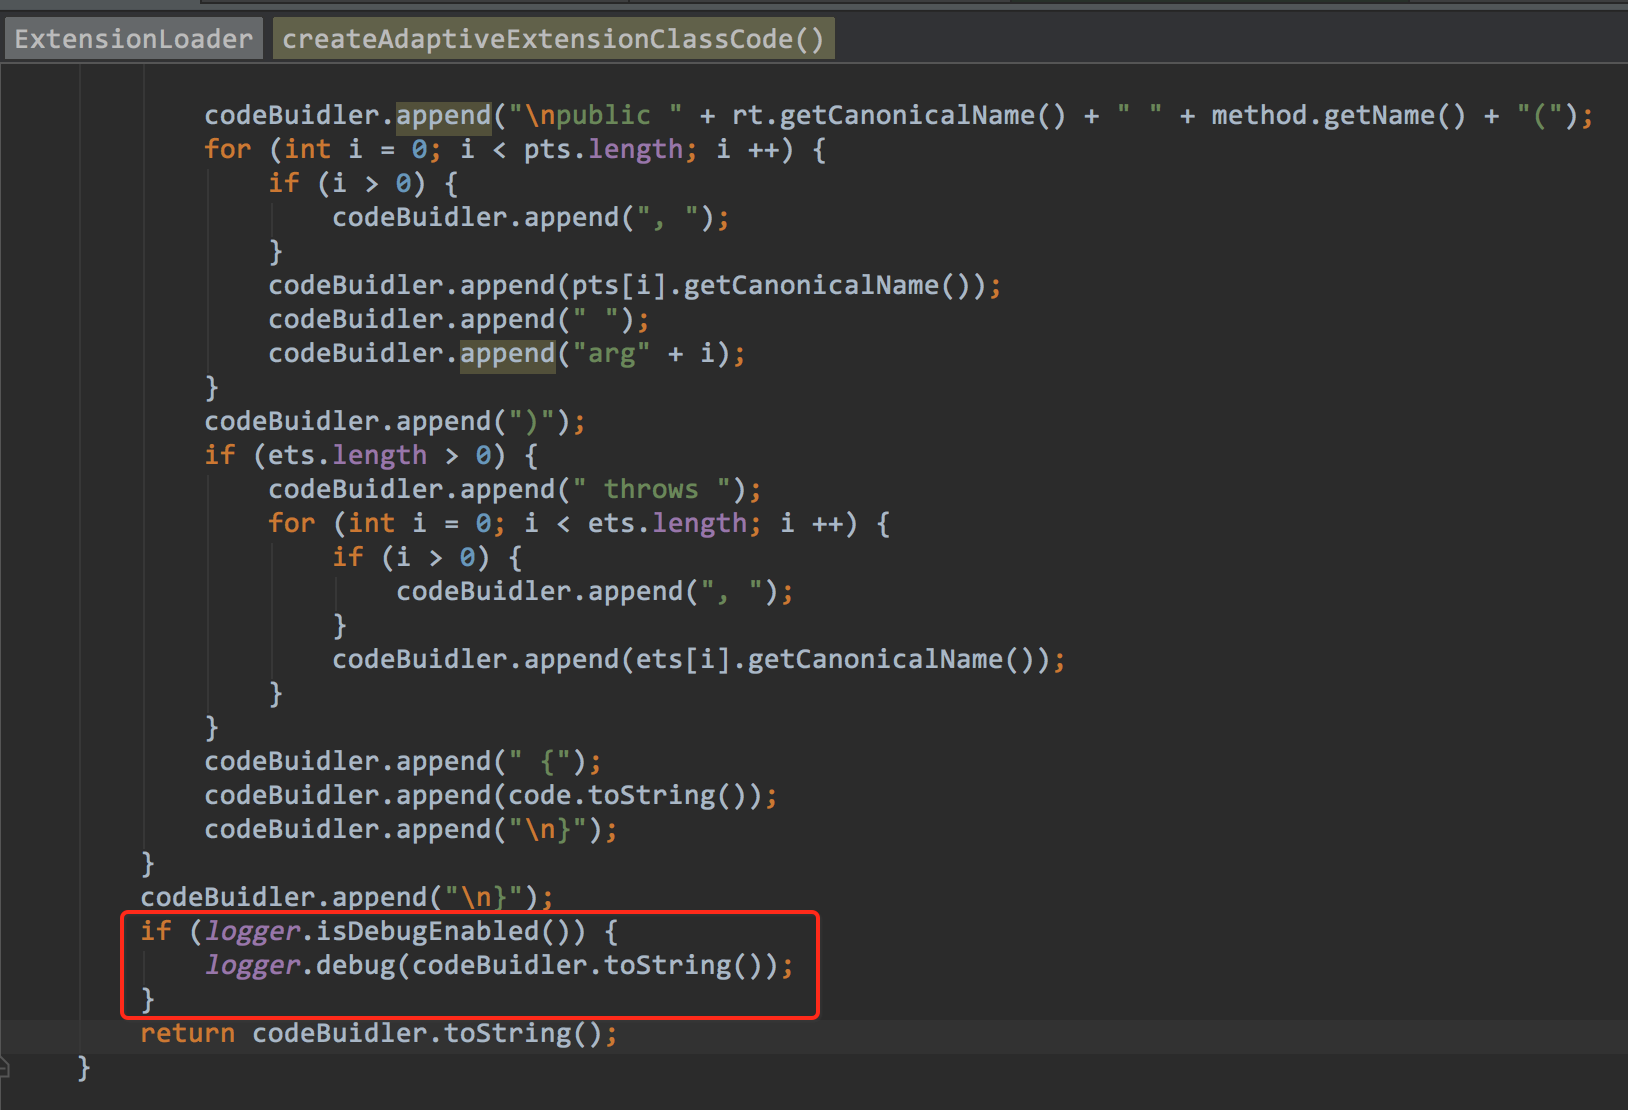 ExtensionLoader createAdaptiveExtensionClassCode()
codeBuidler.append("\npublic " + rt.getCanonicalName() + " " + method.getName() + "(");
for (int i = 0; i < pts.length; i ++) {
if (i > 0) {
codeBuidler.append(", ");
}
codeBuidler.append(pts[i].getCanonicalName());
codeBuidler.append(" ");
codeBuidler.append("arg" + i);
}
codeBuidler.append(")");
if (ets.length > 0) {
codeBuidler.append(" throws ");
for (int i = 0; i < ets.length; i ++) {
if (i > 0) {
codeBuidler.append(", ");
}
codeBuidler.append(ets[i].getCanonicalName());
}
}
codeBuidler.append(" {");
codeBuidler.append(code.toString());
codeBuidler.append("\n}");
}
codeBuidler.append("\n}");
if (logger.isDebugEnabled()) {
logger.debug(codeBuidler.toString());
}
return codeBuidler.toString();
}